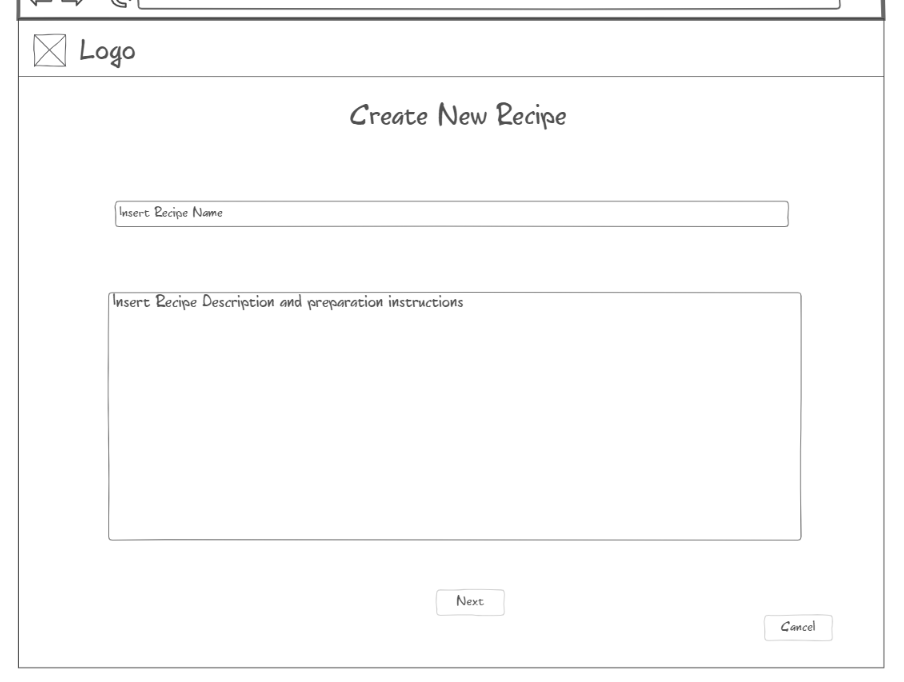 Logo
Create New Recipe
Insert Recipe Name
Insert Recipe Description and preparation instructions
Next
Cancel